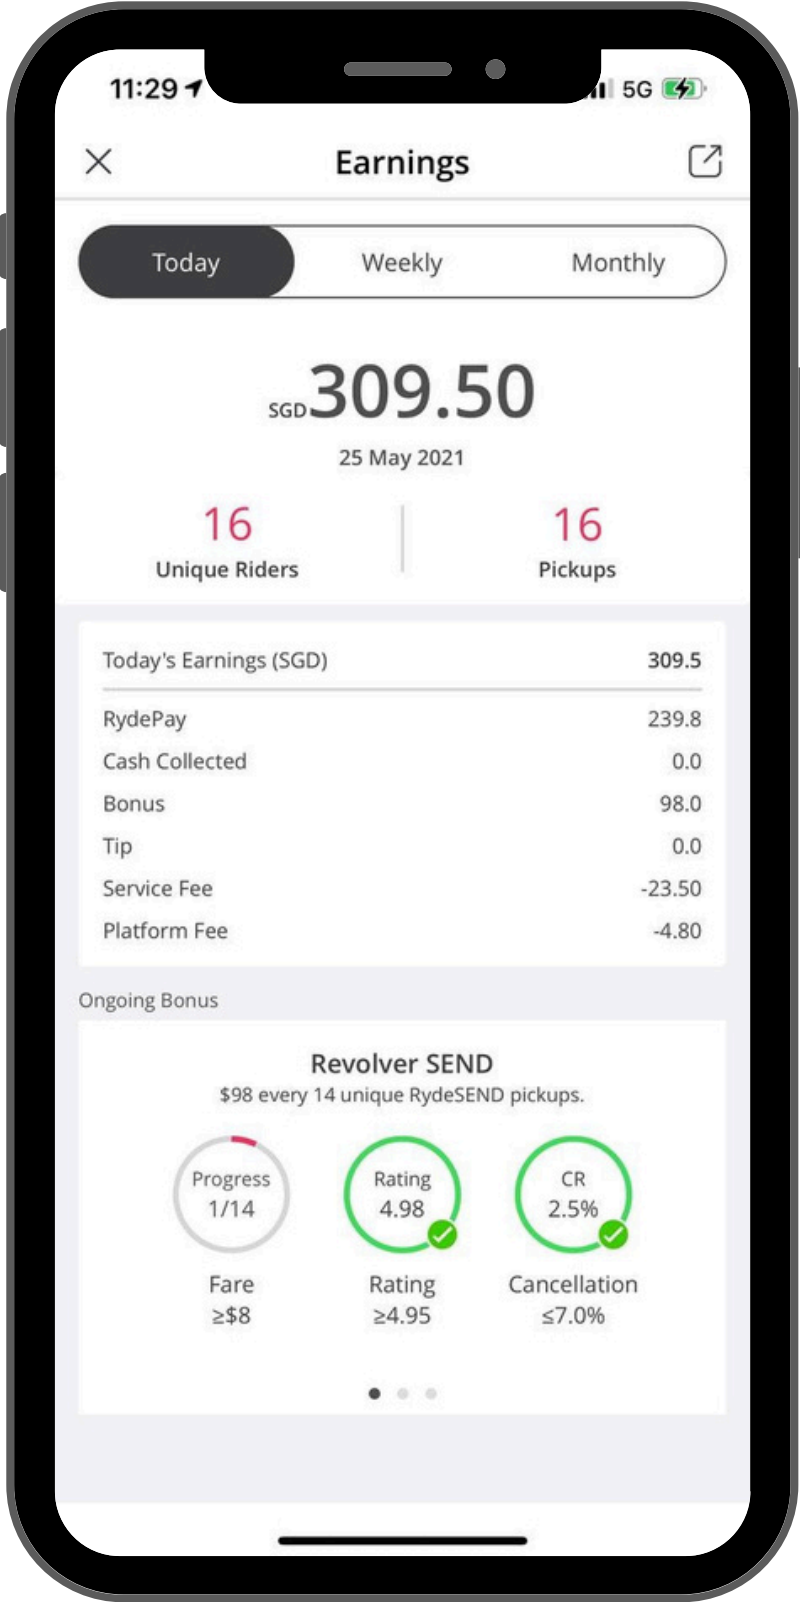 11:29 5G
Earnings
Today Weekly Monthly
SGD309.50
25 May 2021
16 16
Unique Riders Pickups
Today's Earnings (SGD) 309.5
RydePay 239.8
Cash Collected 0.0
Bonus 98.0
Tip 0.0
Service Fee -23.50
Platform Fee -4.80
Ongoing Bonus
Revolver SEND
$98 every 14 unique RydeSEND pickups.
Progress Rating CR
1/14 4.98 2.5%
Fare Rating Cancellation
≥$8 ≥4.95 ≤7.0%